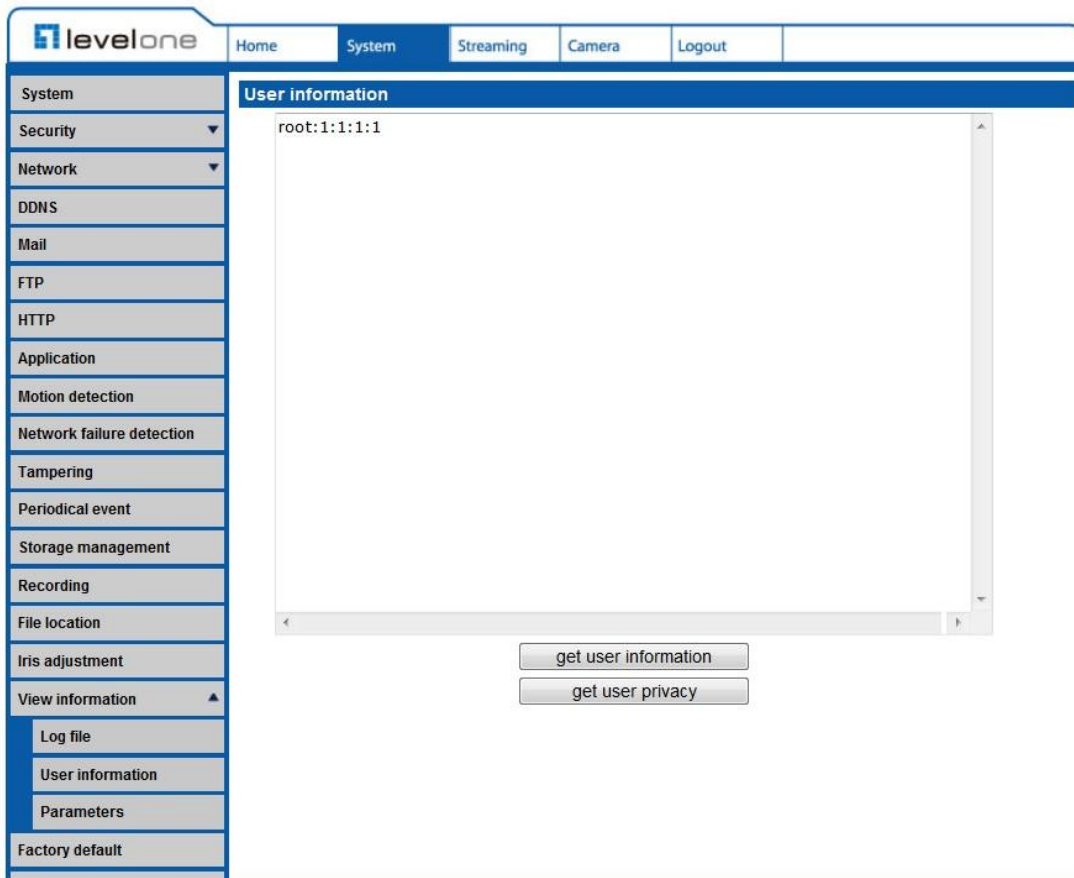 levelone
Home System Streaming Camera Logout
System
Security
Network
DDNS
Mail
FTP
HTTP
Application
Motion detection
Network failure detection
Tampering
Periodical event
Storage management
Recording
File location
Iris adjustment
View information
Log file
User information
Parameters
Factory default
User information
root:1:1:1:1
get user information
get user privacy